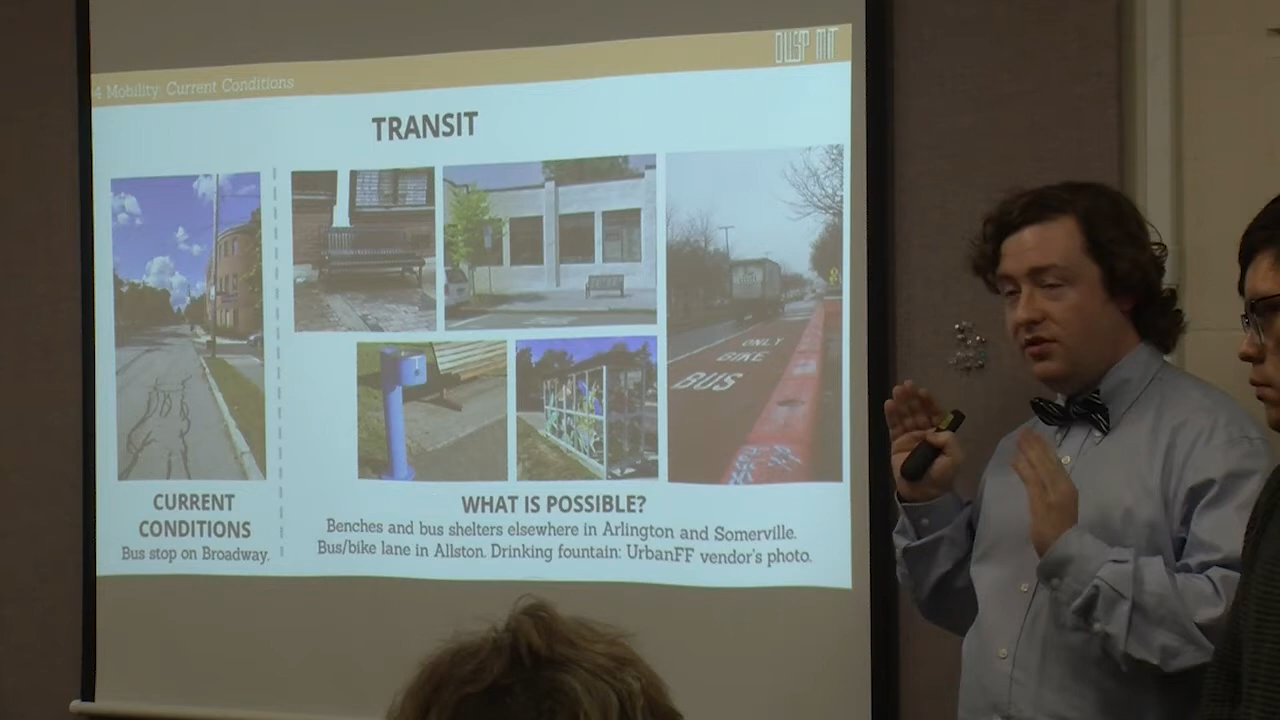 4 Mobility: Current Conditions
DUSP MIT
TRANSIT
ONLY
BIKE
BUS
CURRENT
CONDITIONS
Bus stop on Broadway.
WHAT IS POSSIBLE?
Benches and bus shelters elsewhere in Arlington and Somerville.
Bus/bike lane in Allston. Drinking fountain: UrbanFF vendor's photo.